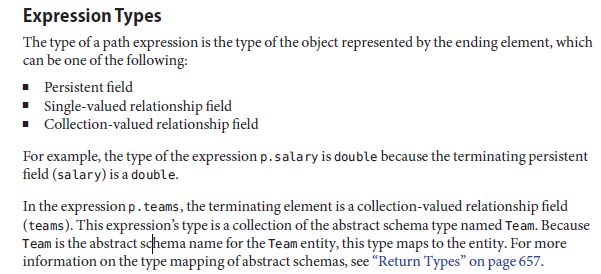 Expression Types
The type of a path expression is the type of the object represented by the ending element, which
can be one of the following:
■ Persistent field
■ Single-valued relationship field
■ Collection-valued relationship field
For example, the type of the expression p.salary is double because the terminating persistent
field (salary) is a double.
In the expression p.teams, the terminating element is a collection-valued relationship field
(teams). This expression's type is a collection of the abstract schema type named Team. Because
Team is the abstract schema name for the Team entity, this type maps to the entity. For more
information on the type mapping of abstract schemas, see “Return Types” on page 657.